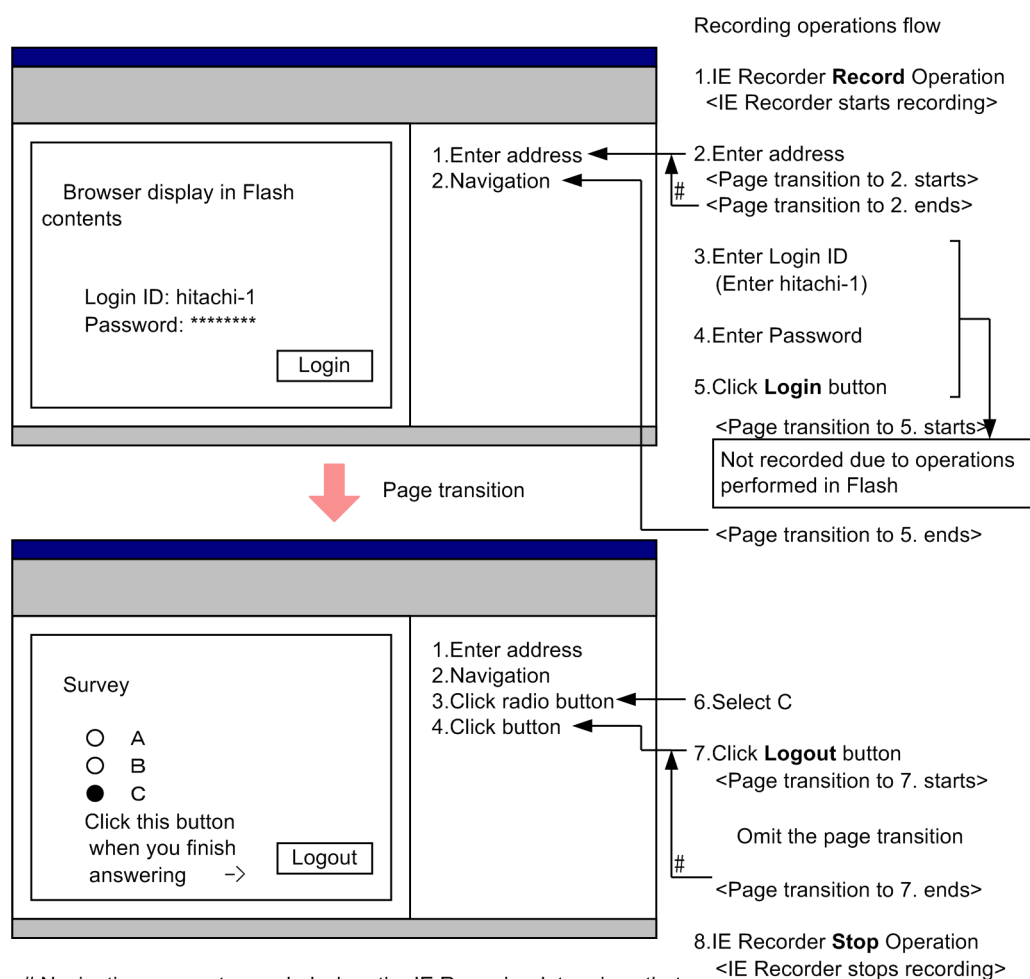 Recording operations flow
1.IE Recorder Record Operation
<IE Recorder starts recording>
1.Enter address
2.Navigation
2.Enter address
<Page transition to 2. starts>
#
<Page transition to 2. ends>
Browser display in Flash
contents
Login ID: hitachi-1
Password: ********
Login
3.Enter Login ID
(Enter hitachi-1)
4.Enter Password
5.Click Login button
<Page transition to 5. starts>
Not recorded due to operations
performed in Flash
<Page transition to 5. ends>
Page transition
Survey
A
B
C
Click this button
when you finish
answering –>
Logout
1.Enter address
2.Navigation
3.Click radio button
4.Click button
6.Select C
7.Click Logout button
<Page transition to 7. starts>
Omit the page transition
#
<Page transition to 7. ends>
8.IE Recorder Stop Operation
<IE Recorder stops recording>